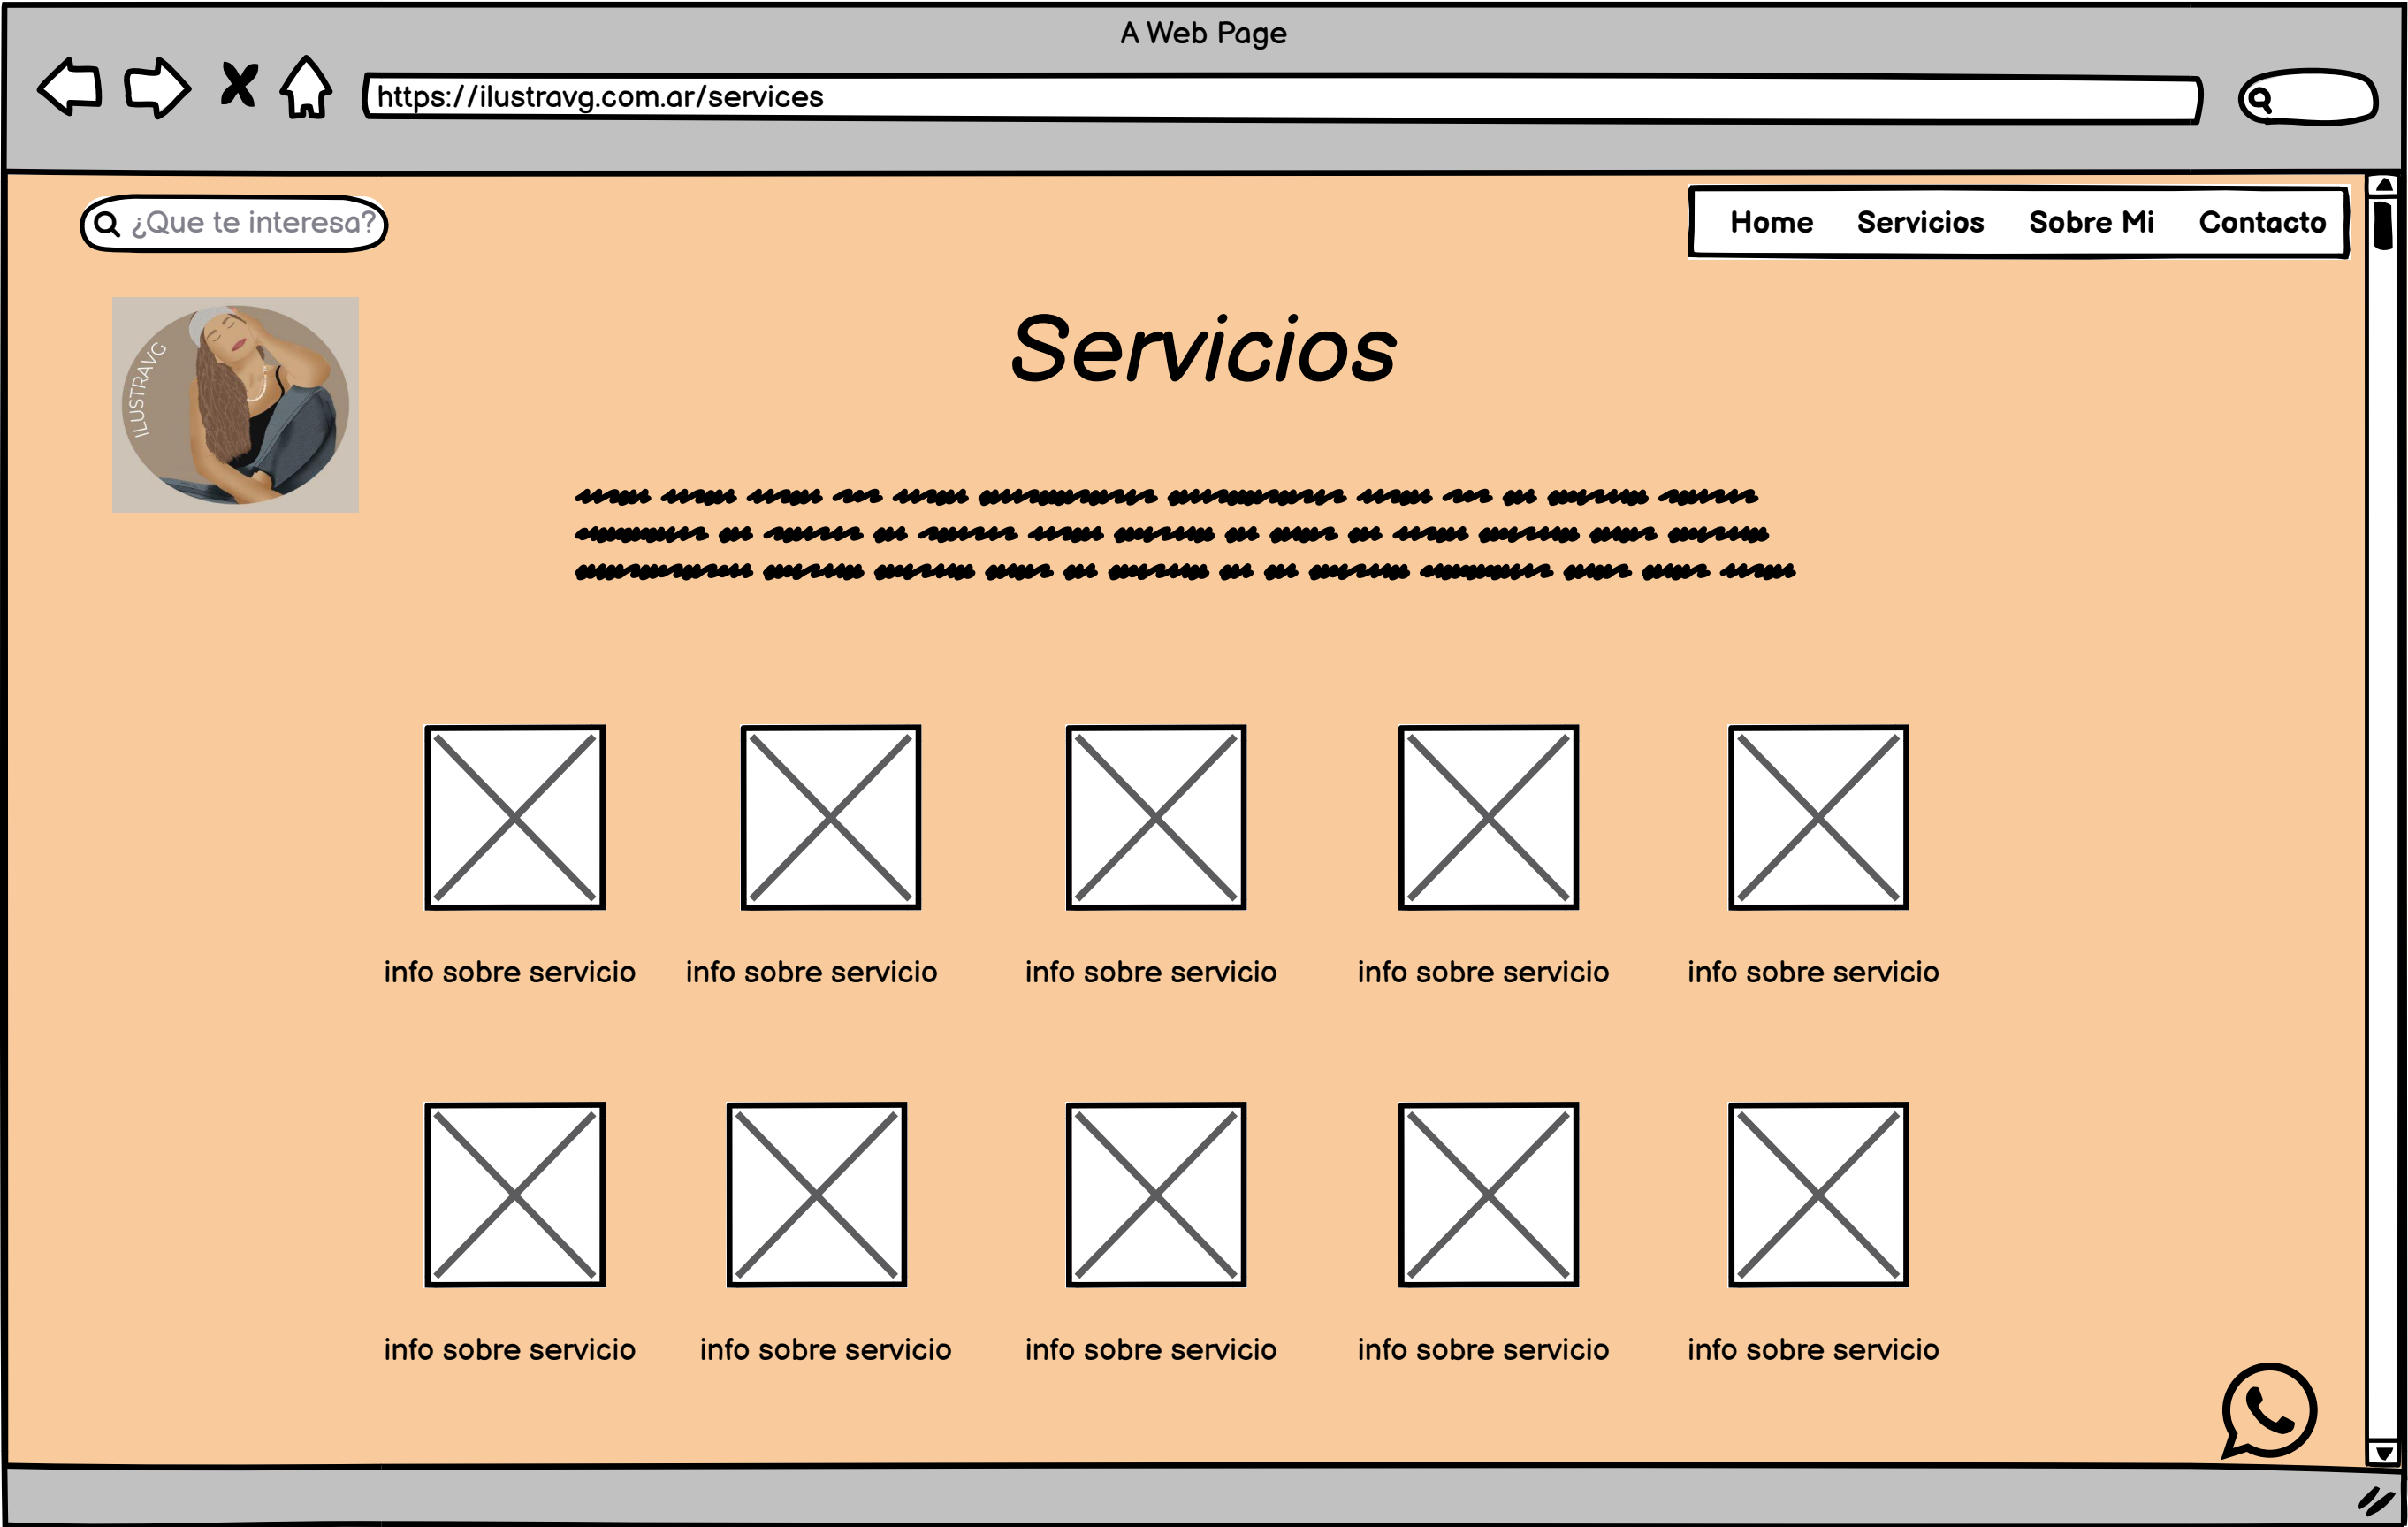 A Web Page
https://ilustravg.com.ar/services
¿Que te interesa?
Home Servicios Sobre Mi Contacto
ILUSTRAVG
Servicios
info sobre servicio info sobre servicio info sobre servicio info sobre servicio info sobre servicio
info sobre servicio info sobre servicio info sobre servicio info sobre servicio info sobre servicio